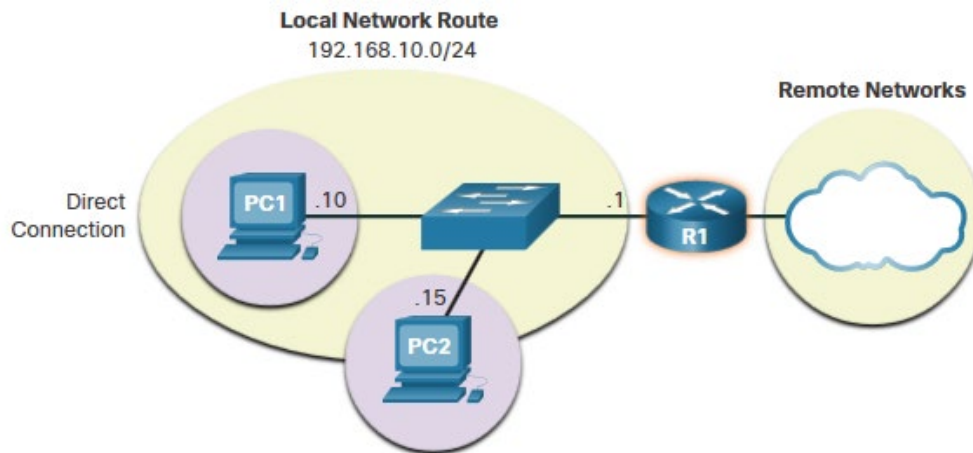 Local Network Route
192.168.10.0/24
Remote Networks
Direct
Connection
PC1
.10
.1
R1
.15
PC2